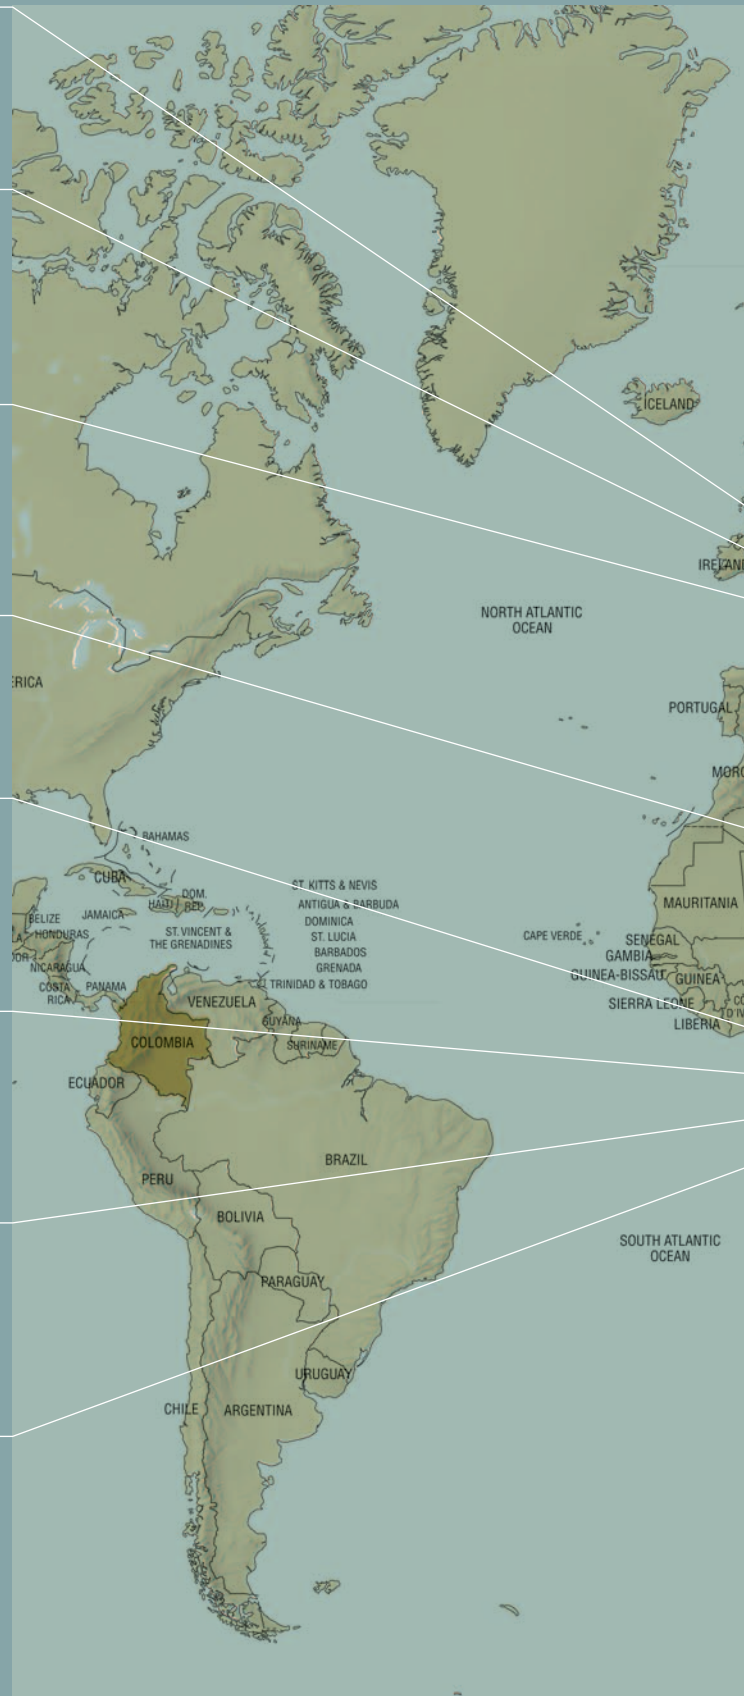 ICELAND
IRELAN
NORTH ATLANTIC
OCEAN
ERICA
PORTUGAL
MORO
BAHAMAS
CUBA
DOM.
REP.
HAITI
JAMAICA
BELIZE
HONDURAS
NICARAGUA
COSTA
RICA
PANAMA
ST. VINCENT &
THE GRENADINES
ST. KITTS & NEVIS
ANTIGUA & BARBUDA
DOMINICA
ST. LUCIA
BARBADOS
GRENADA
TRINIDAD & TOBAGO
MAURITANIA
CAPE VERDE
SENEGAL
GAMBIA
GUINEA-BISSAU
GUINEA
SIERRA LEONE
LIBERIA
VENEZUELA
GUYANA
SURINAME
COLOMBIA
ECUADOR
BRAZIL
PERU
BOLIVIA
SOUTH ATLANTIC
OCEAN
PARAGUAY
URUGUAY
CHILE
ARGENTINA